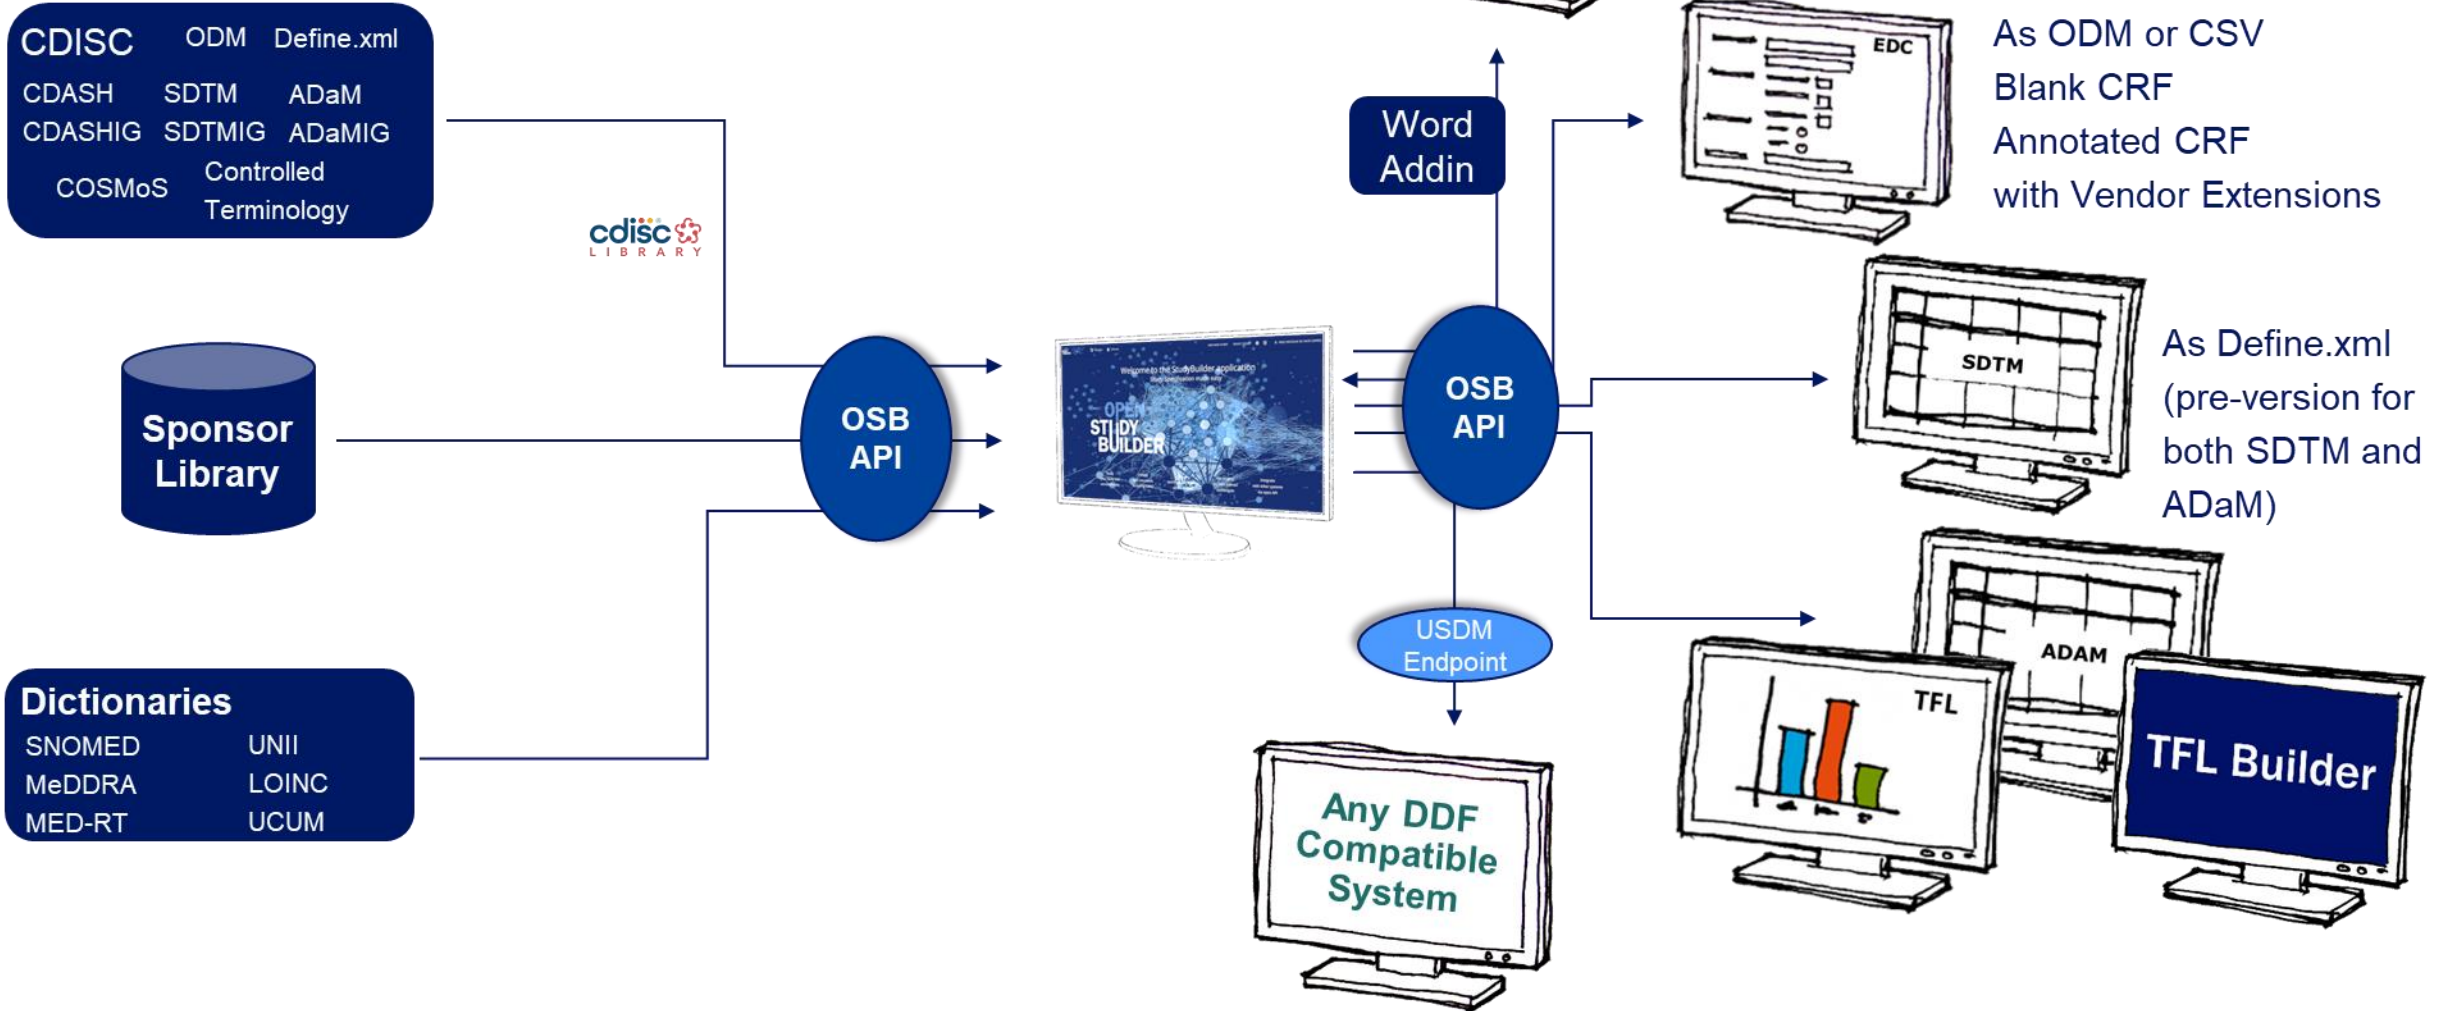 CDISC ODM Define.xml
CDASH SDTM ADaM
CDASHIG SDTMIG ADaMIG
COSMoS Controlled
Terminology
cdisc
LIBRARY
Sponsor
Library
Dictionaries
SNOMED UNII
MeDDRA LOINC
MED-RT UCUM
OSB
API
Welcome to the StudyBuilder application
OPEN
STUDY
BUILDER
Word
Addin
OSB
API
USDM
Endpoint
Any DDF
Compatible
System
EDC
As ODM or CSV
Blank CRF
Annotated CRF
with Vendor Extensions
SDTM
As Define.xml
(pre-version for
both SDTM and
ADaM)
ADAM
TFL
TFL Builder